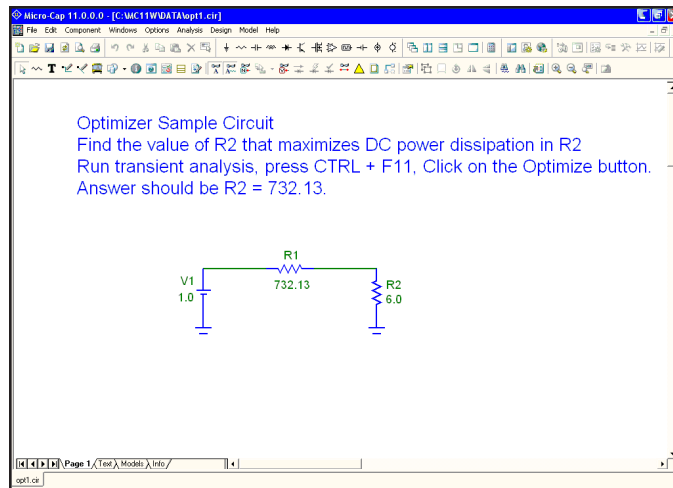 Micro-Cap 11.0.0.0 - [C:\MC11W\DATA\opt1.cir]
File Edit Component Windows Options Analysis Design Model Help
Optimizer Sample Circuit
Find the value of R2 that maximizes DC power dissipation in R2
Run transient analysis, press CTRL + F11, Click on the Optimize button.
Answer should be R2 = 732.13.
R1
732.13
V1
1.0
R2
6.0
Page 1 Text Models Info
opt1.cir